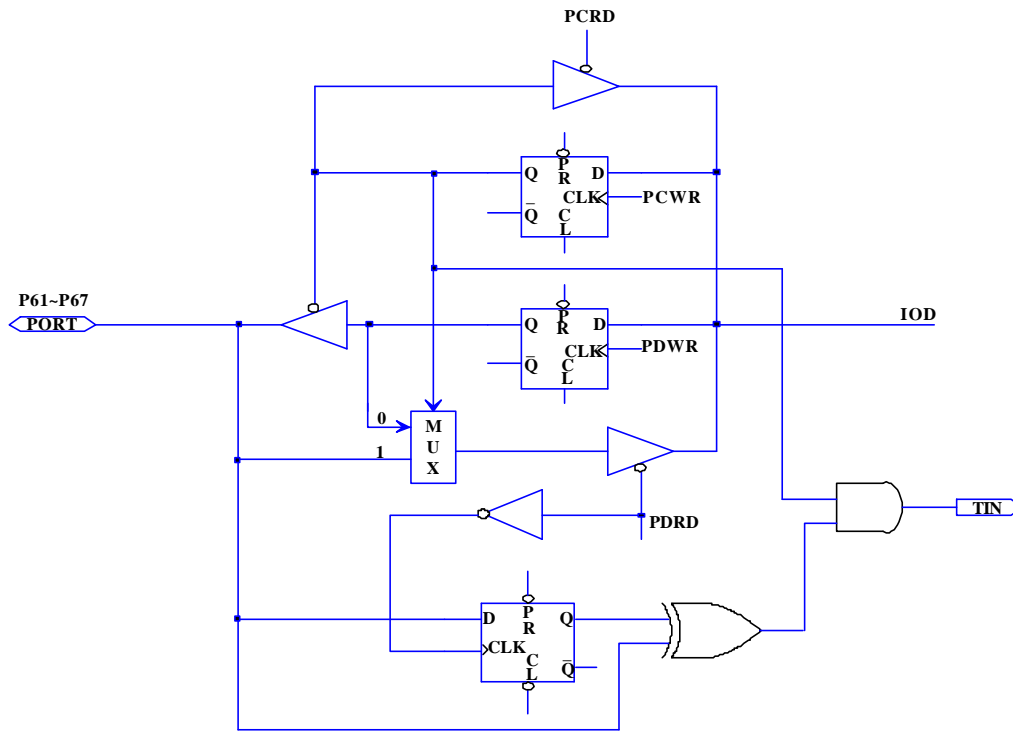 PCRD
P
R
Q
D
CLK
PCWR
Q̅
C
L
P61~P67
PORT
P
R
Q
D
IOD
CLK
PDWR
Q̅
C
L
0
M
U
X
1
PDRD
TIN
D
P
R
Q
CLK
C
L
Q̅